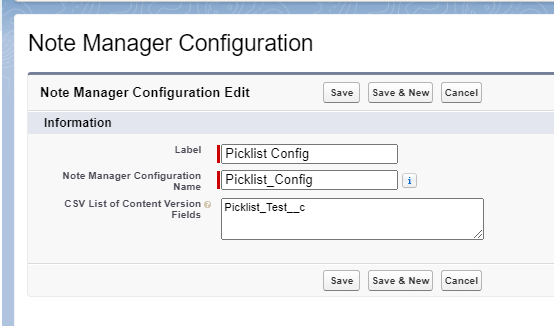 Note Manager Configuration
Note Manager Configuration Edit Save Save & New Cancel
Information
Label Picklist Config
Note Manager Configuration
Name Picklist_Config i
CSV List of Content Version ? Picklist_Test__c
Fields
Save Save & New Cancel